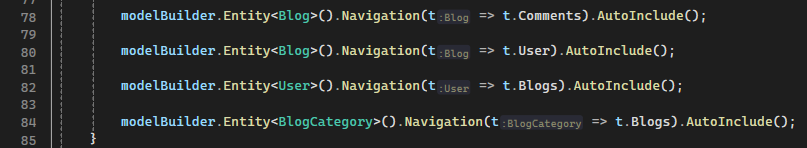 77
78 modelBuilder.Entity<Blog>().Navigation(t:Blog => t.Comments).AutoInclude();
79
80 modelBuilder.Entity<Blog>().Navigation(t:Blog => t.User).AutoInclude();
81
82 modelBuilder.Entity<User>().Navigation(t:User => t.Blogs).AutoInclude();
83
84 modelBuilder.Entity<BlogCategory>().Navigation(t:BlogCategory => t.Blogs).AutoInclude();
85 }